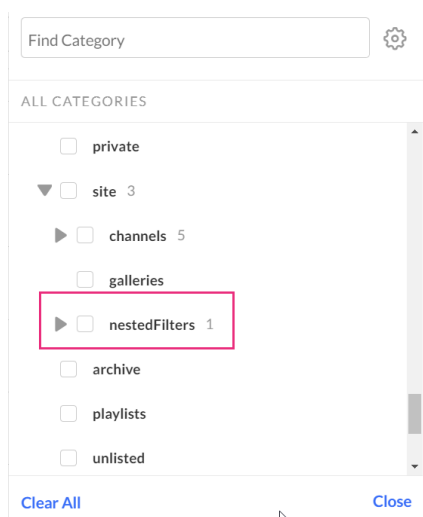 Find Category
ALL CATEGORIES
private
site 3
channels 5
galleries
nestedFilters 1
archive
playlists
unlisted
Clear All Close